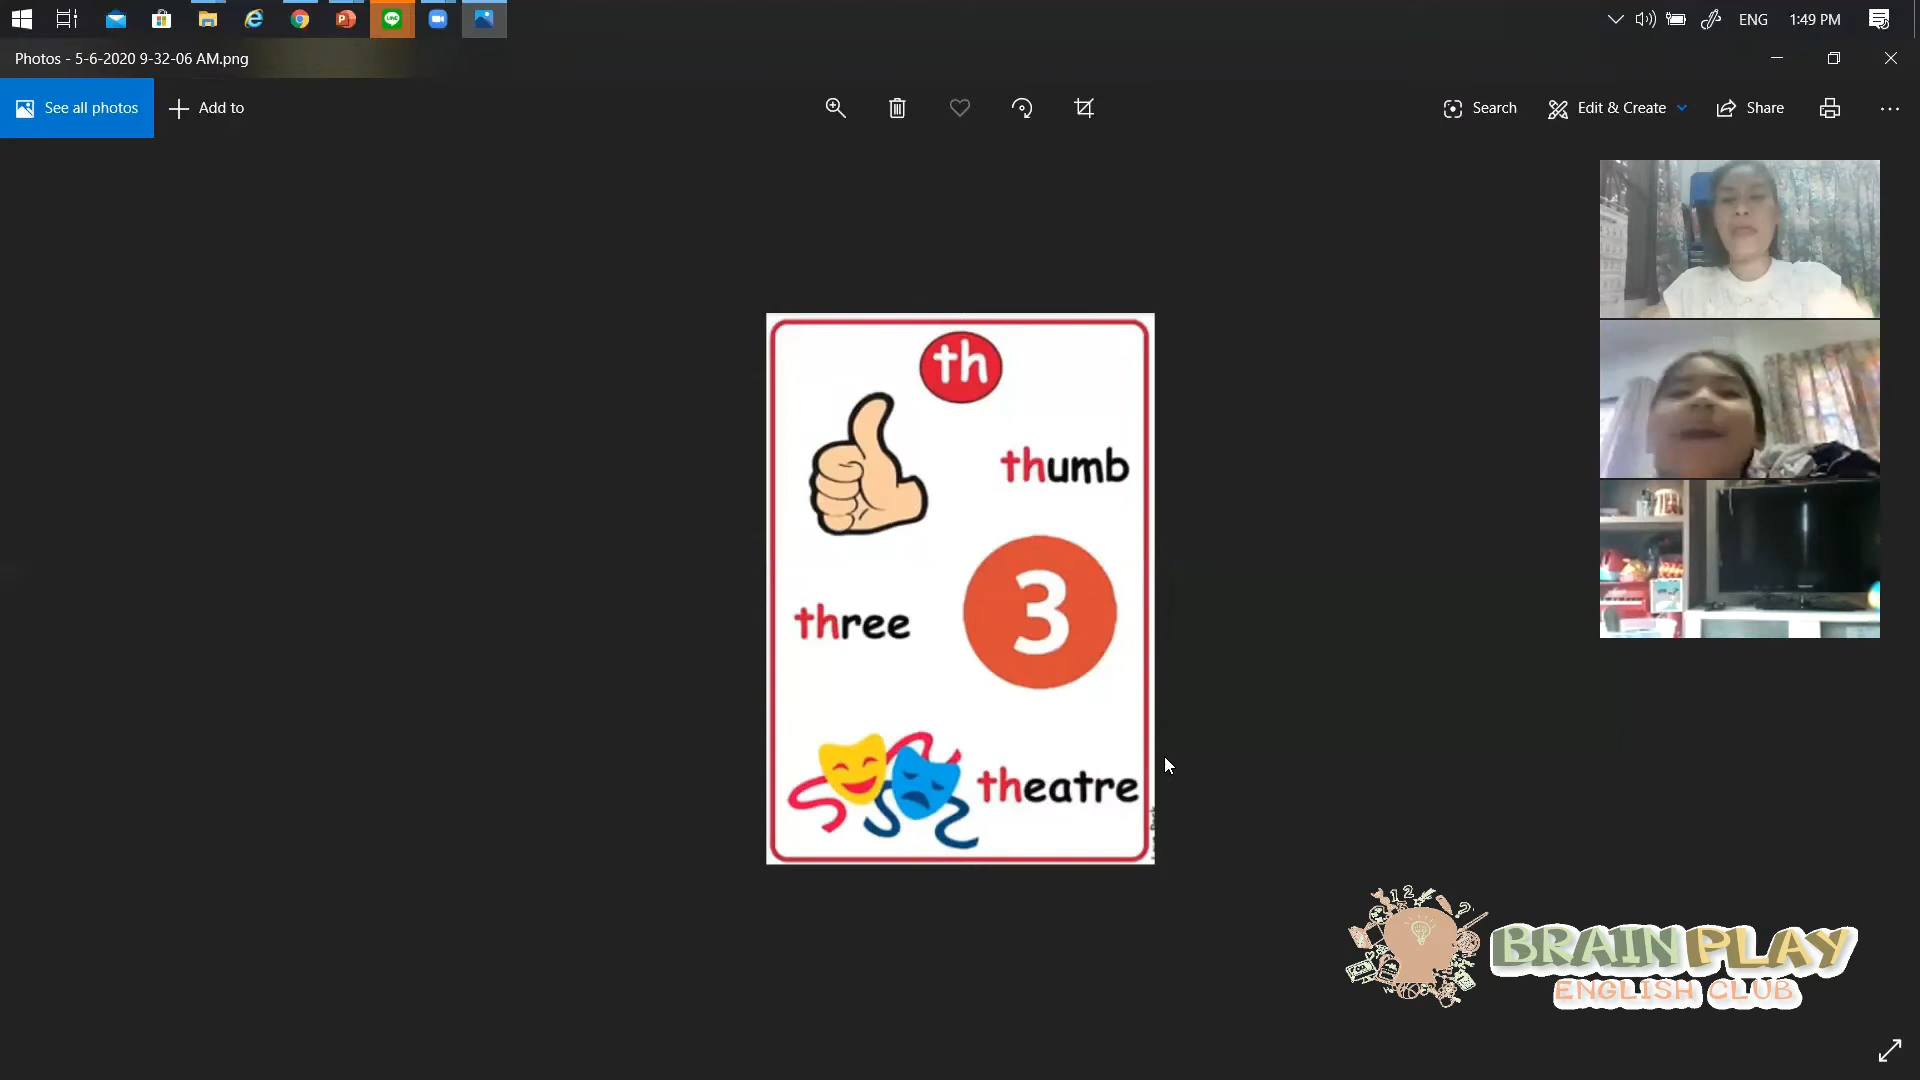 ENG
1:49 PM
Photos - 5-6-2020 9-32-06 AM.png
See all photos
Add to
Search
Edit & Create
Share
th
thumb
three
3
theatre
BRAIN PLAY
ENGLISH CLUB